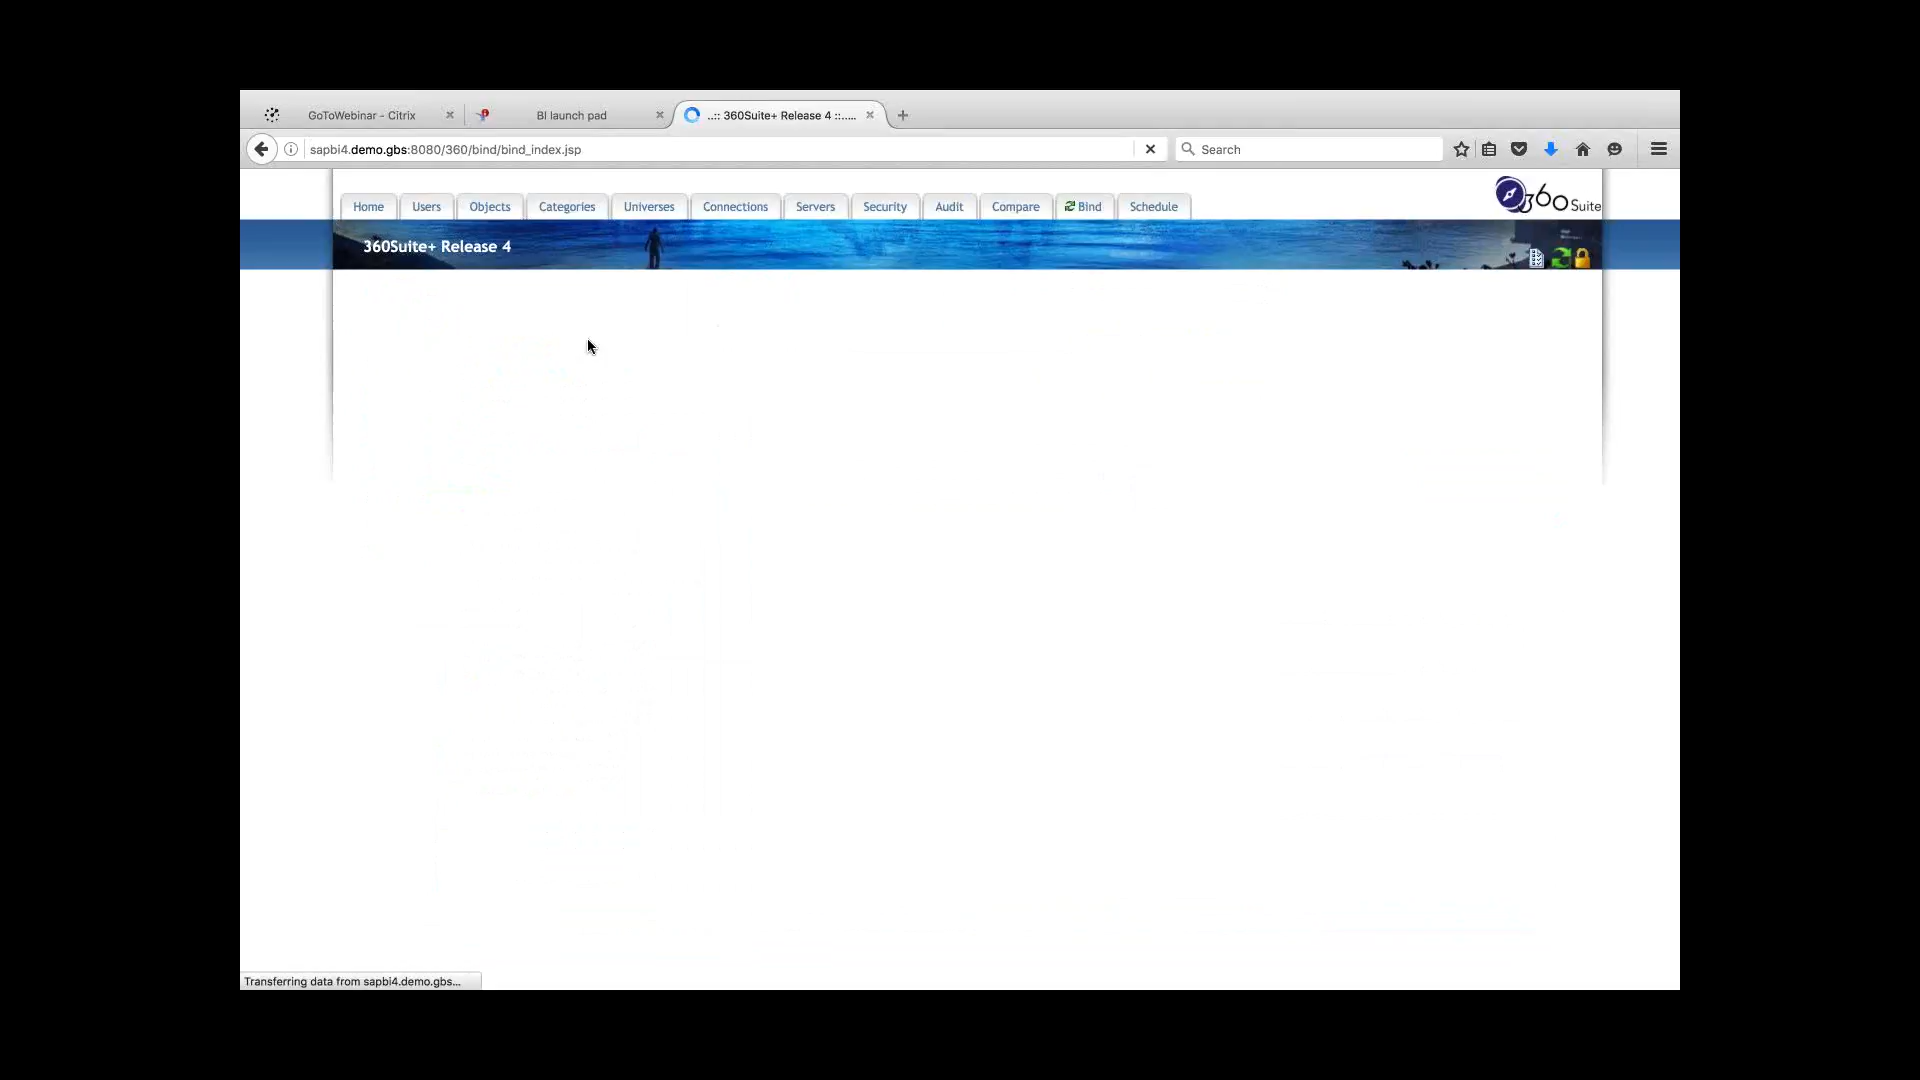 GoToWebinar - Citrix
BI launch pad
..:: 360Suite+ Release 4 ::.....
sapbi4.demo.gbs:8080/360/bind/bind_index.jsp
Search
Home Users Objects Categories Universes Connections Servers Security Audit Compare Bind Schedule
360Suite
360Suite+ Release 4
Transferring data from sapbi4.demo.gbs...